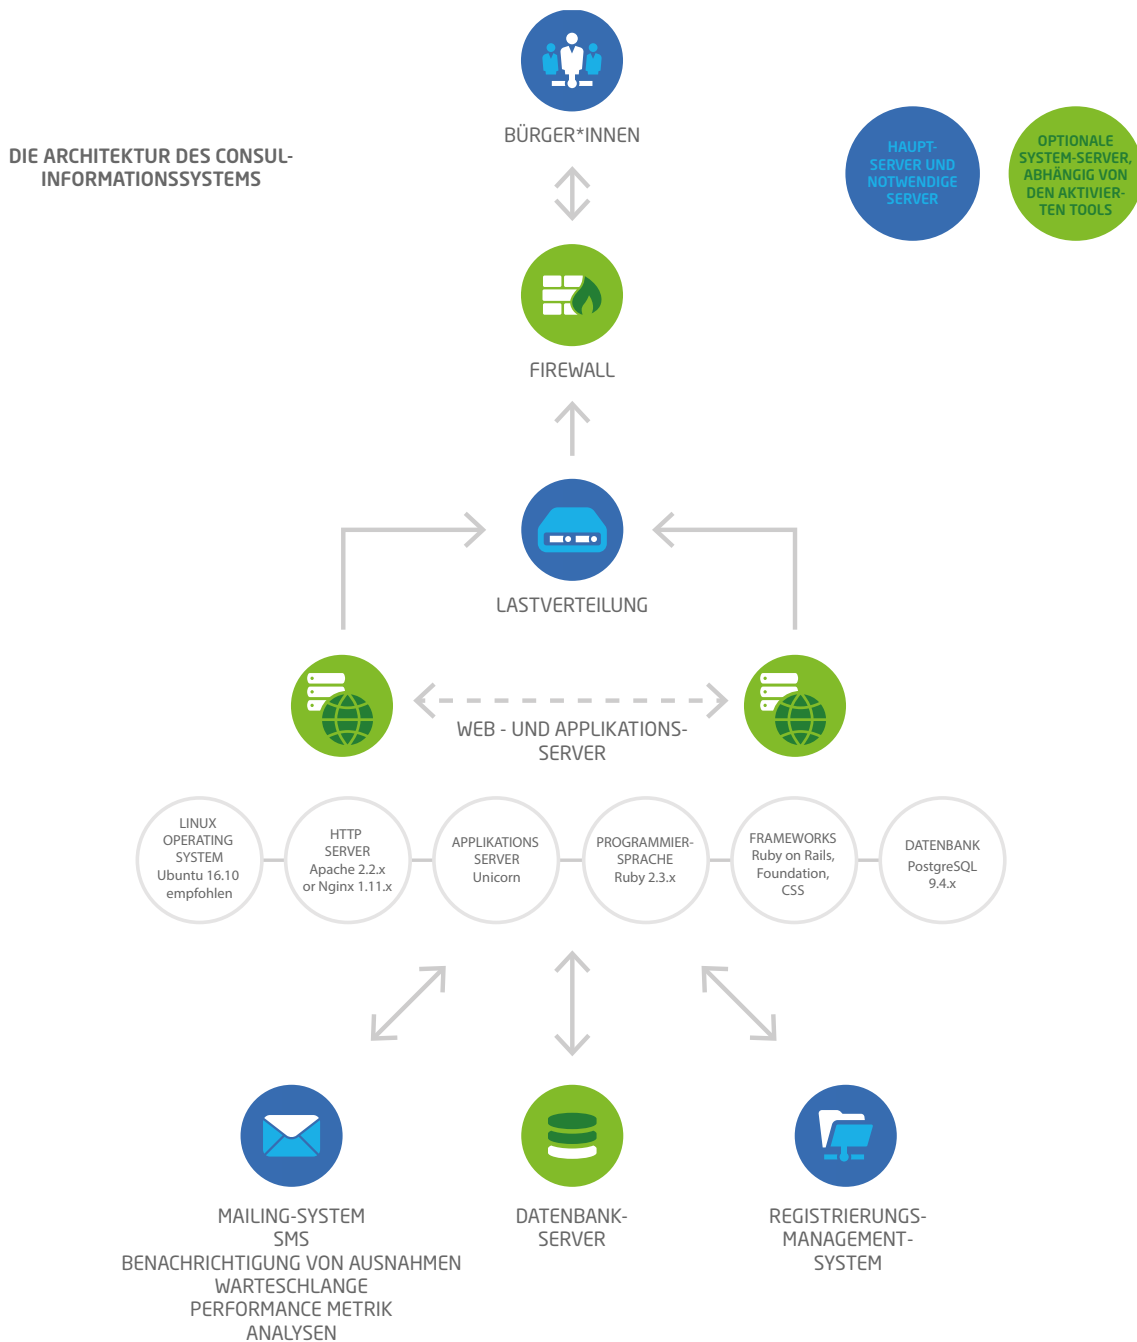 BÜRGER*INNEN
DIE ARCHITEKTUR DES CONSUL-
INFORMATIONSSYSTEMS
HAUPT-
SERVER UND
NOTWENDIGE
SERVER
OPTIONALE
SYSTEM-SERVER,
ABHÄNGIG VON
DEN AKTIVIER-
TEN TOOLS
FIREWALL
LASTVERTEILUNG
WEB - UND APPLIKATIONS-
SERVER
LINUX
OPERATING
SYSTEM
Ubuntu 16.10
empfohlen
HTTP
SERVER
Apache 2.2.x
or Nginx 1.11.x
APPLIKATIONS
SERVER
Unicorn
PROGRAMMIER-
SPRACHE
Ruby 2.3.x
FRAMEWORKS
Ruby on Rails,
Foundation,
CSS
DATENBANK
PostgreSQL
9.4.x
MAILING-SYSTEM
SMS
BENACHRICHTIGUNG VON AUSNAHMEN
WARTESCHLANGE
PERFORMANCE METRIK
ANALYSEN
DATENBANK-
SERVER
REGISTRIERUNGS-
MANAGEMENT-
SYSTEM